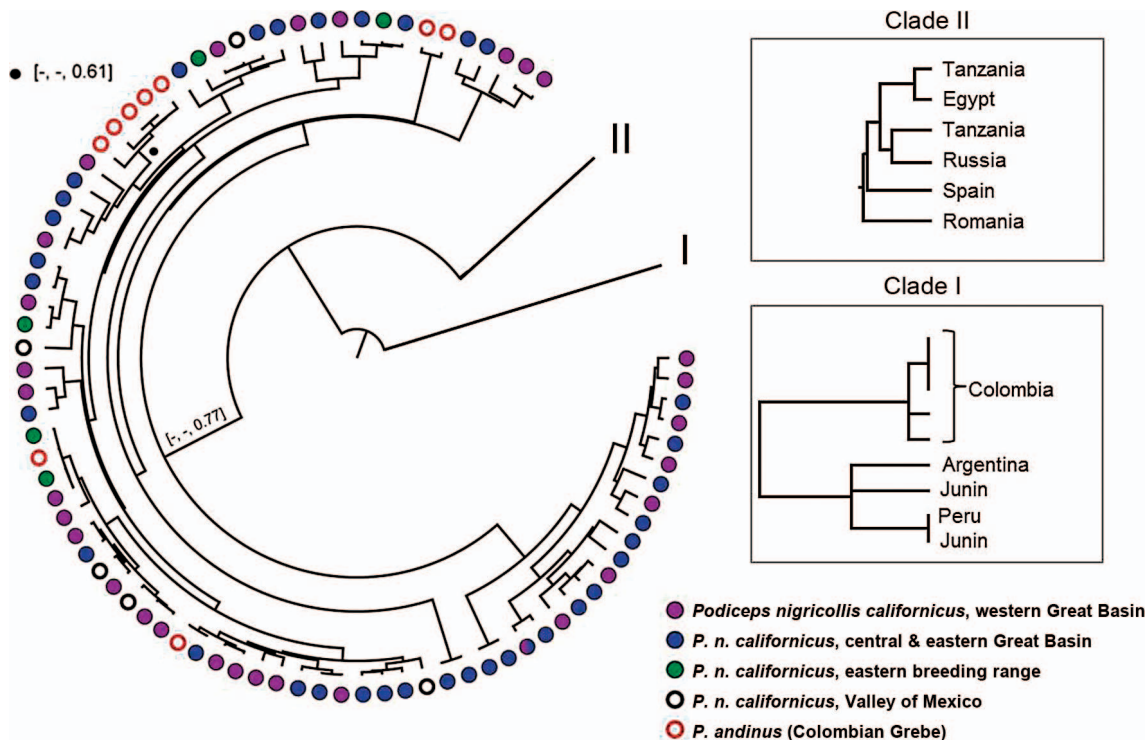 [-, -, 0.61]
II
I
[-, -, 0.77]
Clade II
Tanzania
Egypt
Tanzania
Russia
Spain
Romania
Clade I
Colombia
Argentina
Junin
Peru
Junin
Podiceps nigricollis californicus, western Great Basin
P. n. californicus, central & eastern Great Basin
P. n. californicus, eastern breeding range
P. n. californicus, Valley of Mexico
P. andinus (Colombian Grebe)